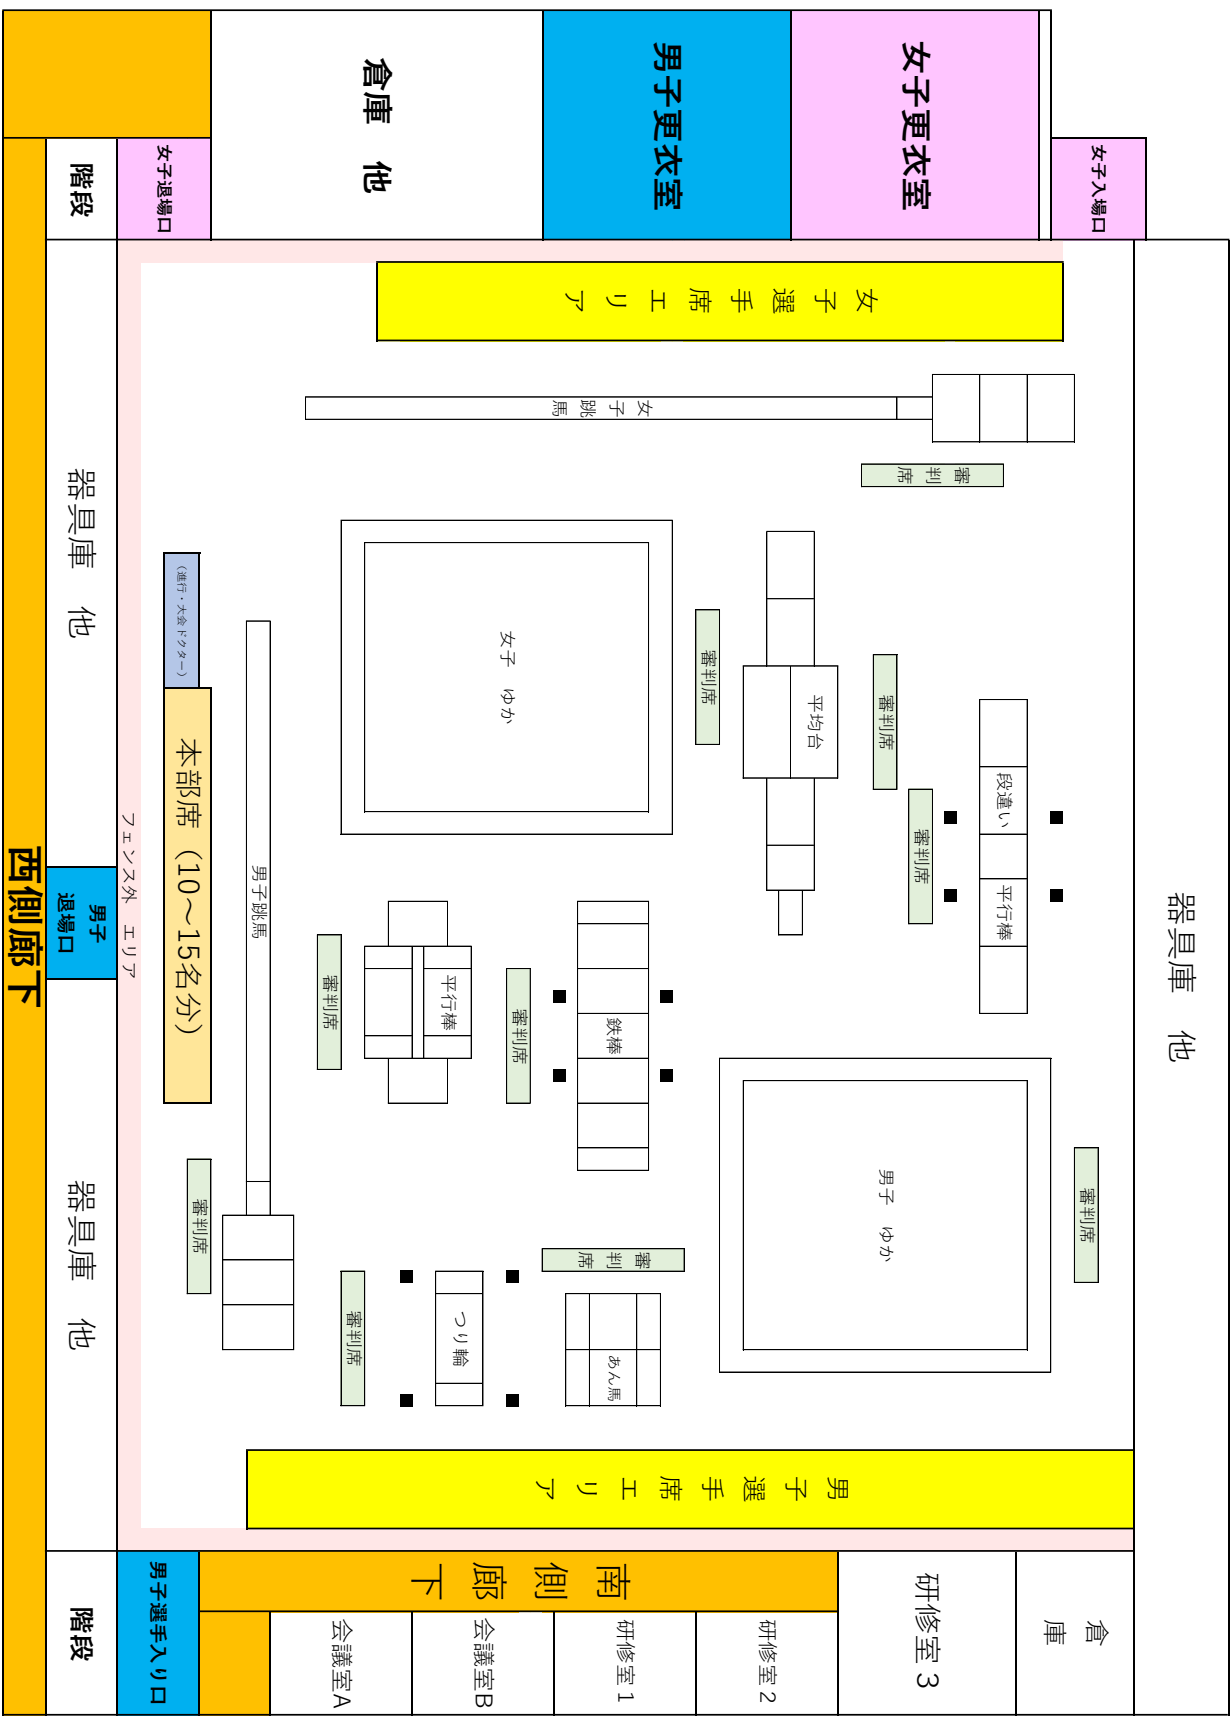 女子入場口
女子更衣室
男子更衣室
倉庫　他
女子退場口
階段
器具庫　他
女子選手席エリア
女子跳馬
審判席
女子　ゆか
審判席
平均台
審判席
段違い
平行棒
審判席
（進行・大会ドクター）
本部席（10～15名分）
男子跳馬
フェンス外　エリア
器具庫　他
男子
退場口
西側廊下
平行棒
審判席
審判席
鉄棒
男子　ゆか
審判席
審判席
あん馬
つり輪
審判席
審判席
器具庫　他
男子選手席エリア
倉庫
研修室３
南側廊下
研修室２
研修室１
会議室B
会議室A
男子選手入り口
階段